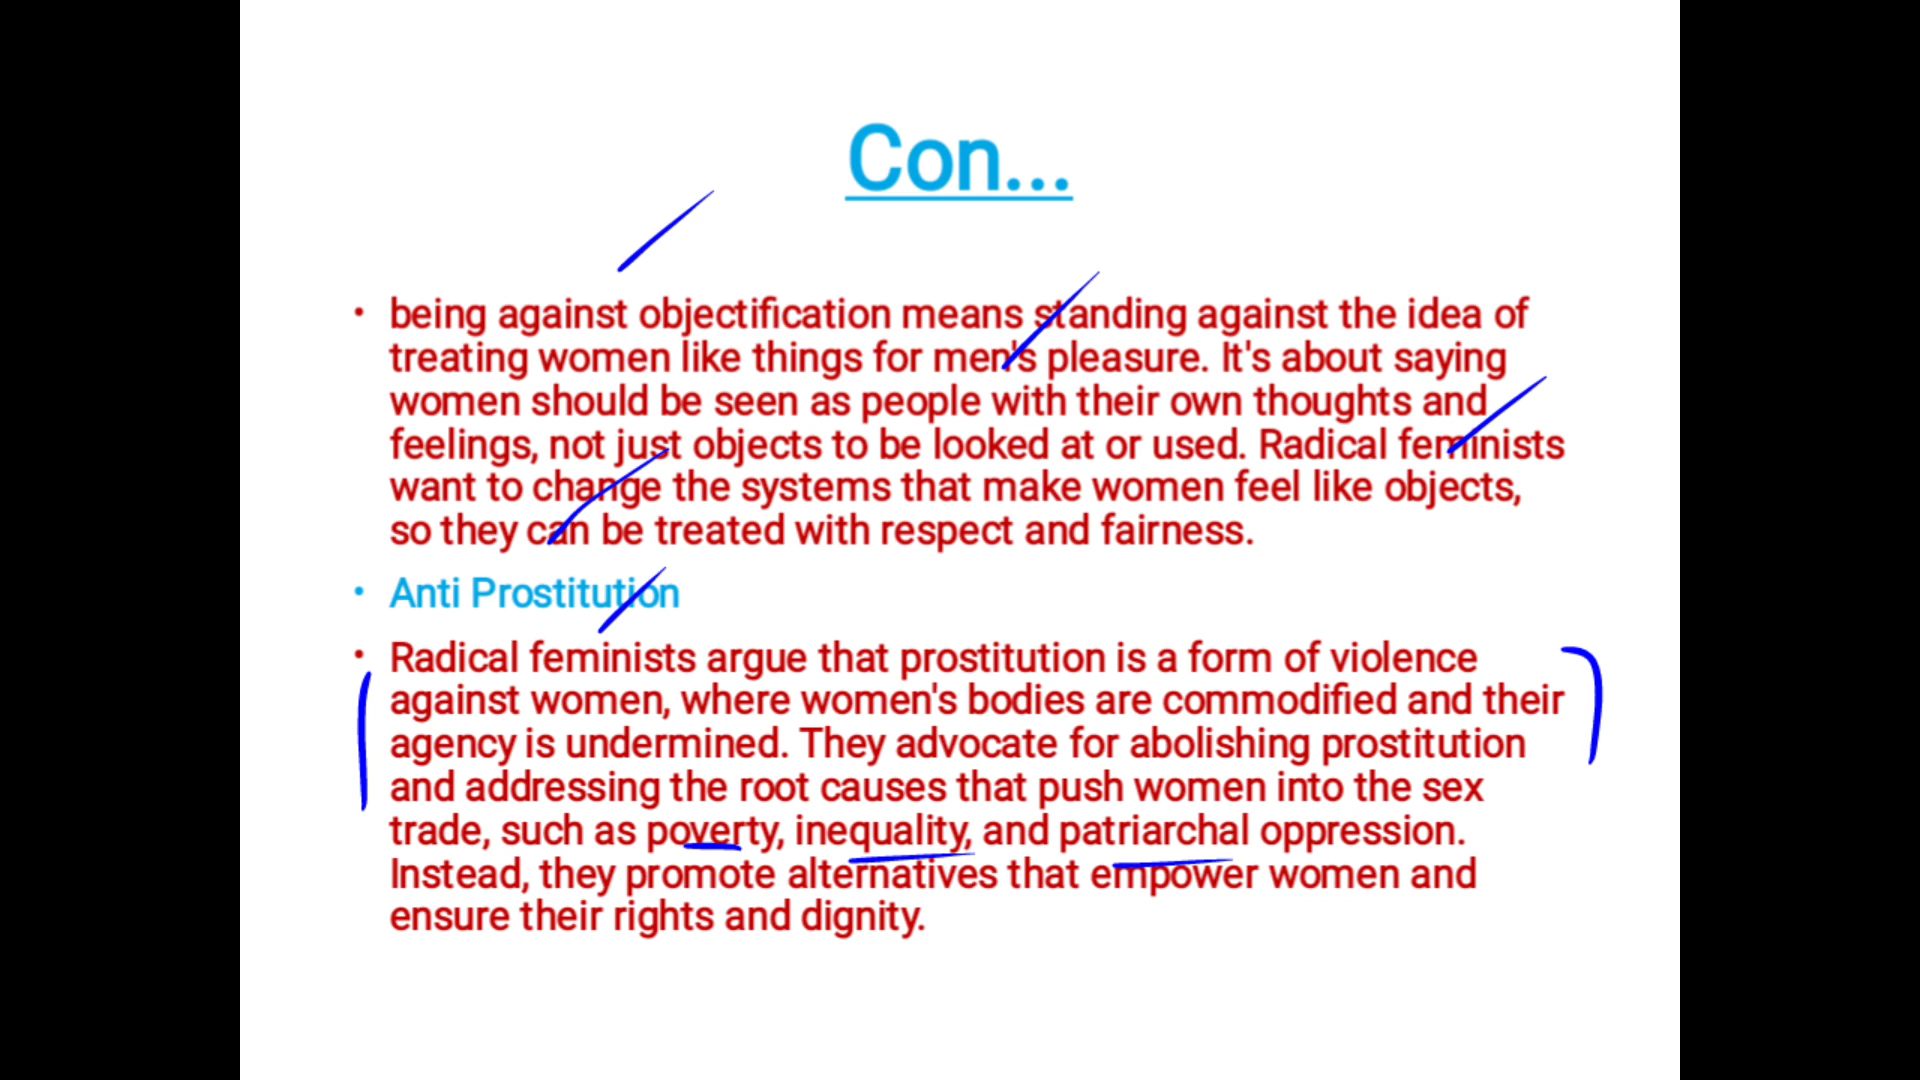 Con...
• being against objectification means standing against the idea of
treating women like things for men's pleasure. It's about saying
women should be seen as people with their own thoughts and
feelings, not just objects to be looked at or used. Radical feminists
want to change the systems that make women feel like objects,
so they can be treated with respect and fairness.
• Anti Prostitution
• Radical feminists argue that prostitution is a form of violence
against women, where women's bodies are commodified and their
agency is undermined. They advocate for abolishing prostitution
and addressing the root causes that push women into the sex
trade, such as poverty, inequality, and patriarchal oppression.
Instead, they promote alternatives that empower women and
ensure their rights and dignity.